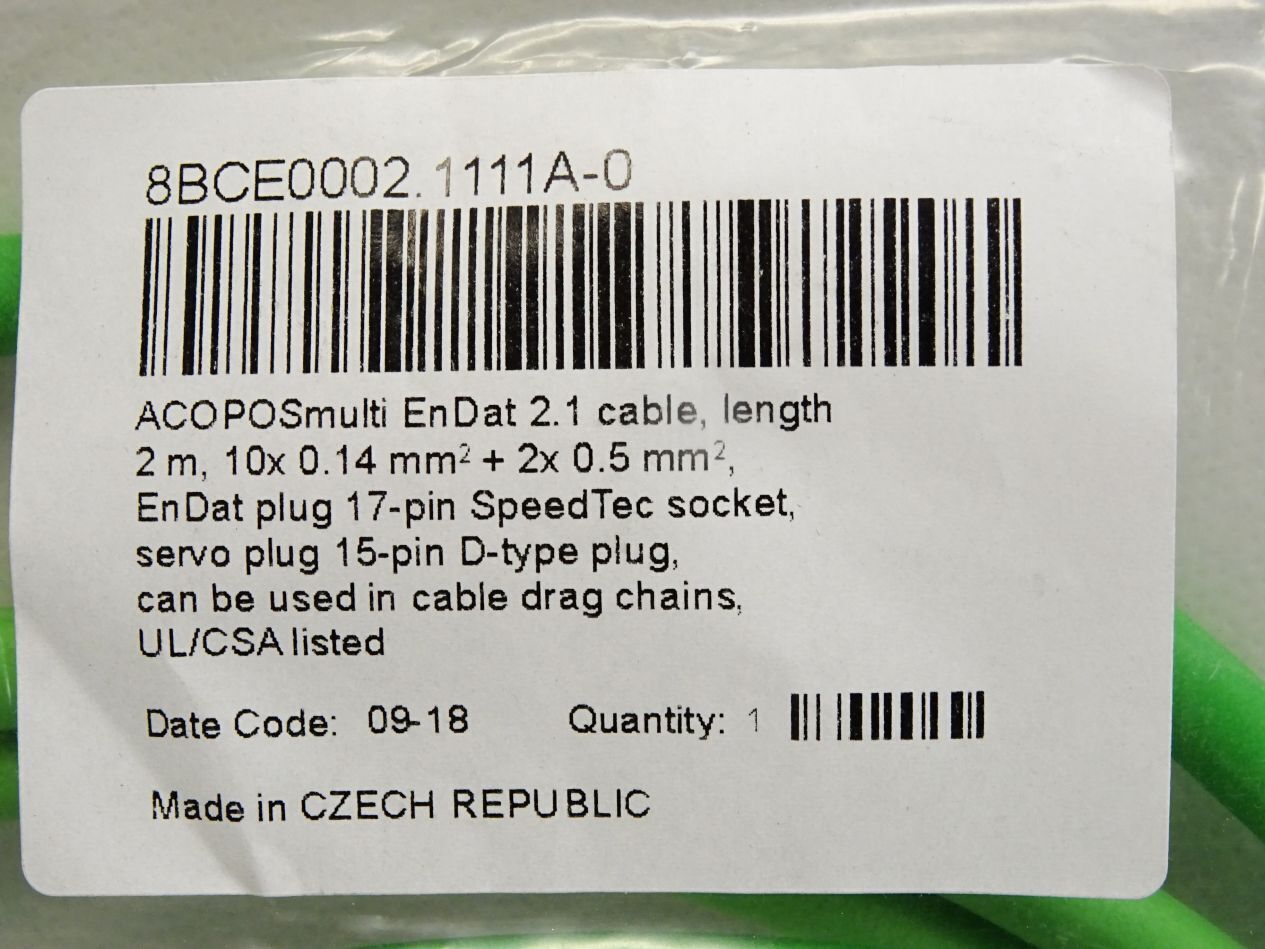 8BCE0002.1111A-0
ACOPOSmulti EnDat 2.1 cable, length
2 m, 10x 0.14 mm² + 2x 0.5 mm²,
EnDat plug 17-pin SpeedTec socket,
servo plug 15-pin D-type plug,
can be used in cable drag chains,
UL/CSA listed
Date Code: 09-18 Quantity: 1
Made in CZECH REPUBLIC